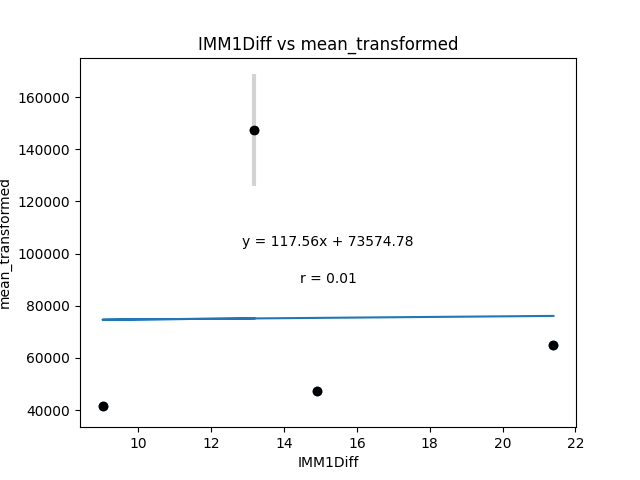 IMM1Diff vs mean_transformed
mean_transformed
160000
140000
120000
100000
80000
60000
40000
y = 117.56x + 73574.78
r = 0.01
10
12
14
16
18
20
22
IMM1Diff